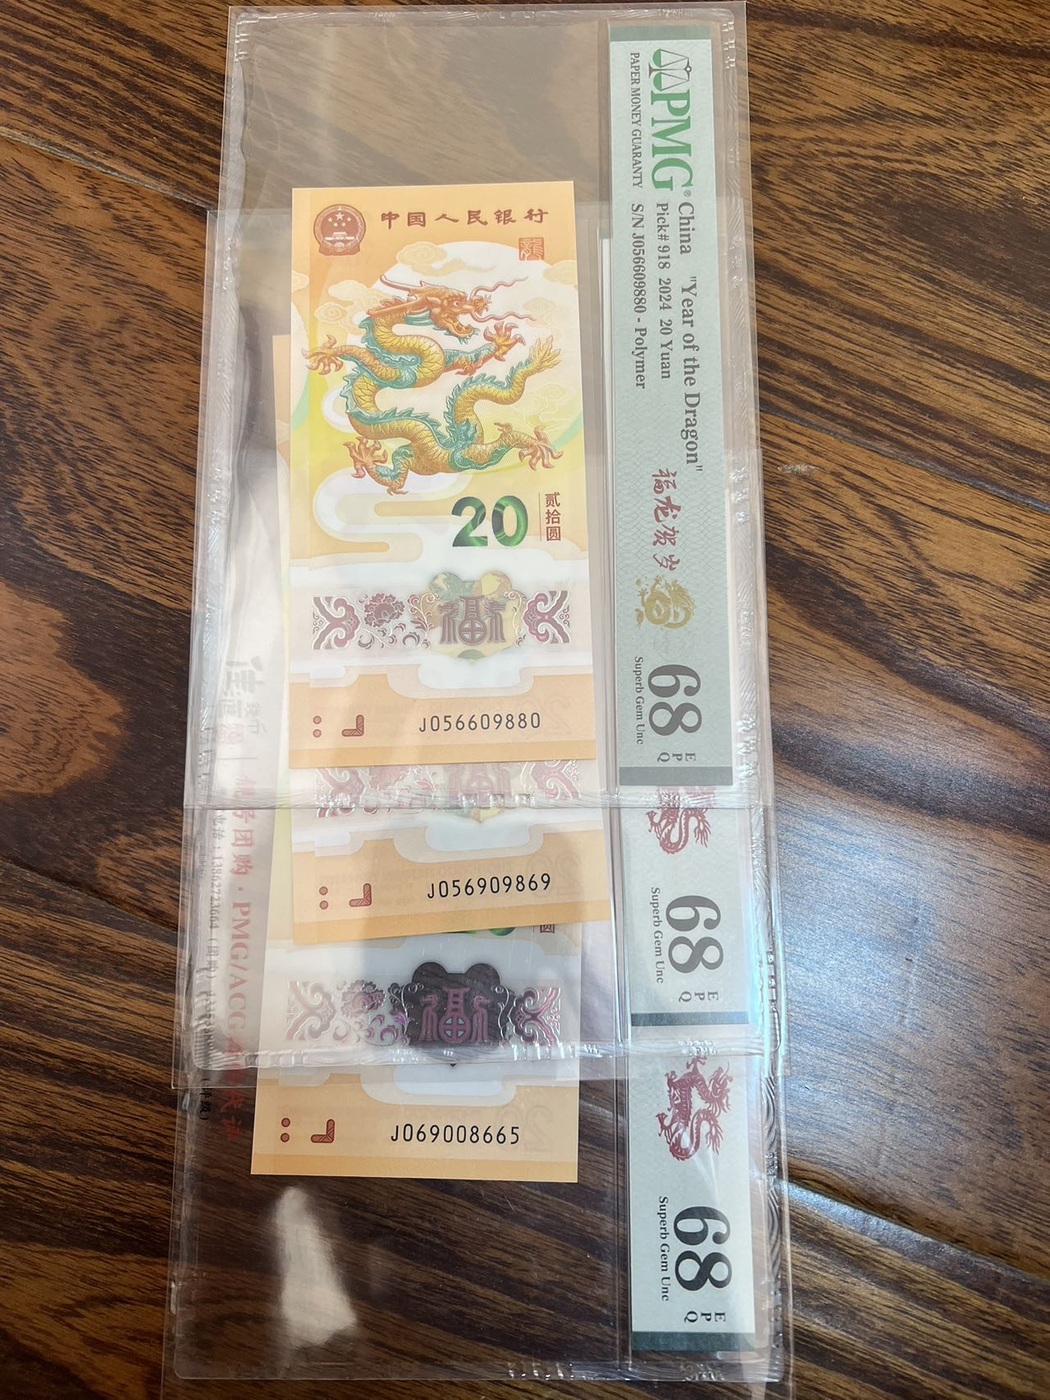 中国人民银行
20
贰拾圆
福
J056609880
PMG
PAPER MONEY GUARANTY
China "Year of the Dragon"
Pick# 918 2024 20 Yuan
S/N J056609880 - Polymer
福龙贺岁
68 EPQ
Superb Gem Unc
J056909869
68 EPQ
Superb Gem Unc
圆
福
J069008665
68 EPQ
Superb Gem Unc